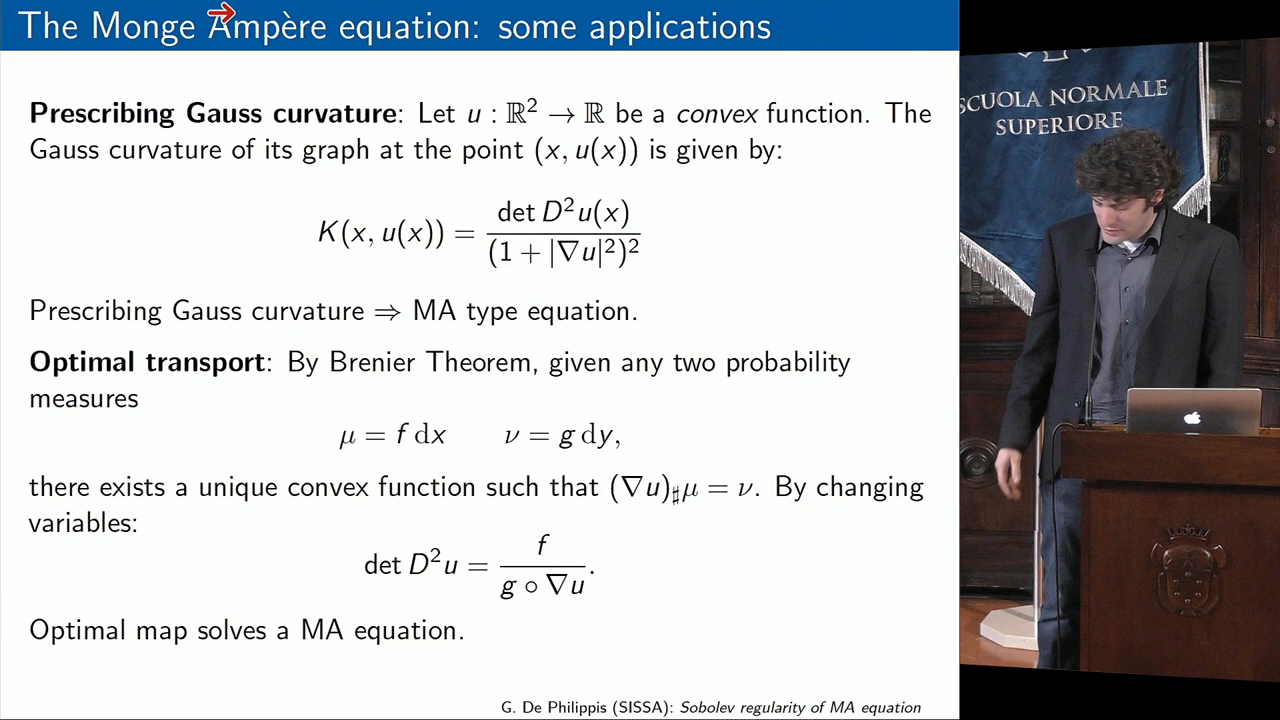 The Monge Ampère equation: some applications
Prescribing Gauss curvature: Let u : ℝ² → ℝ be a convex function. The
Gauss curvature of its graph at the point (x, u(x)) is given by:
K(x, u(x)) = det D²u(x) / (1 + |∇u|²)²
Prescribing Gauss curvature ⇒ MA type equation.
Optimal transport: By Brenier Theorem, given any two probability
measures
μ = f dx ν = g dy,
there exists a unique convex function such that (∇u)♯μ = ν. By changing
variables:
det D²u = f / (g ∘ ∇u).
Optimal map solves a MA equation.
G. De Philippis (SISSA): Sobolev regularity of MA equation
SCUOLA NORMALE
SUPERIORE